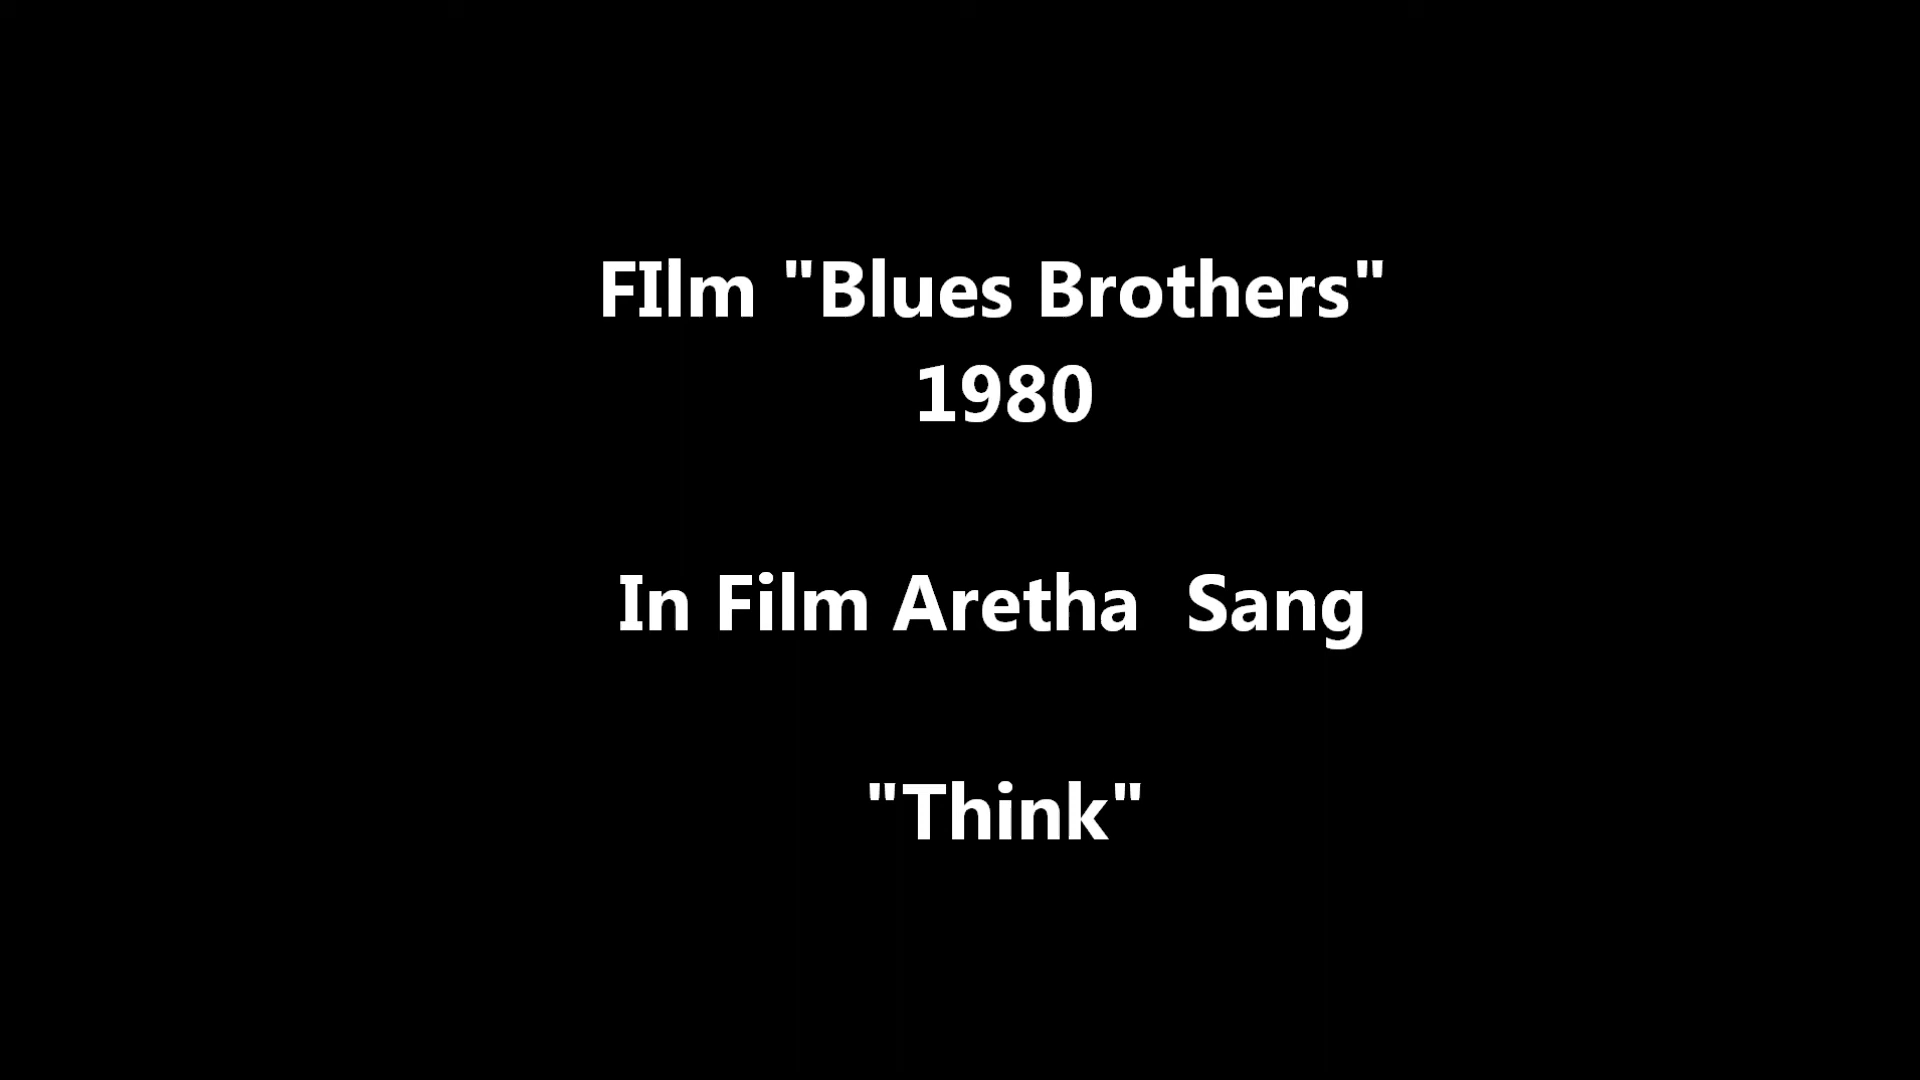 FIlm "Blues Brothers"
1980
In Film Aretha  Sang
"Think"